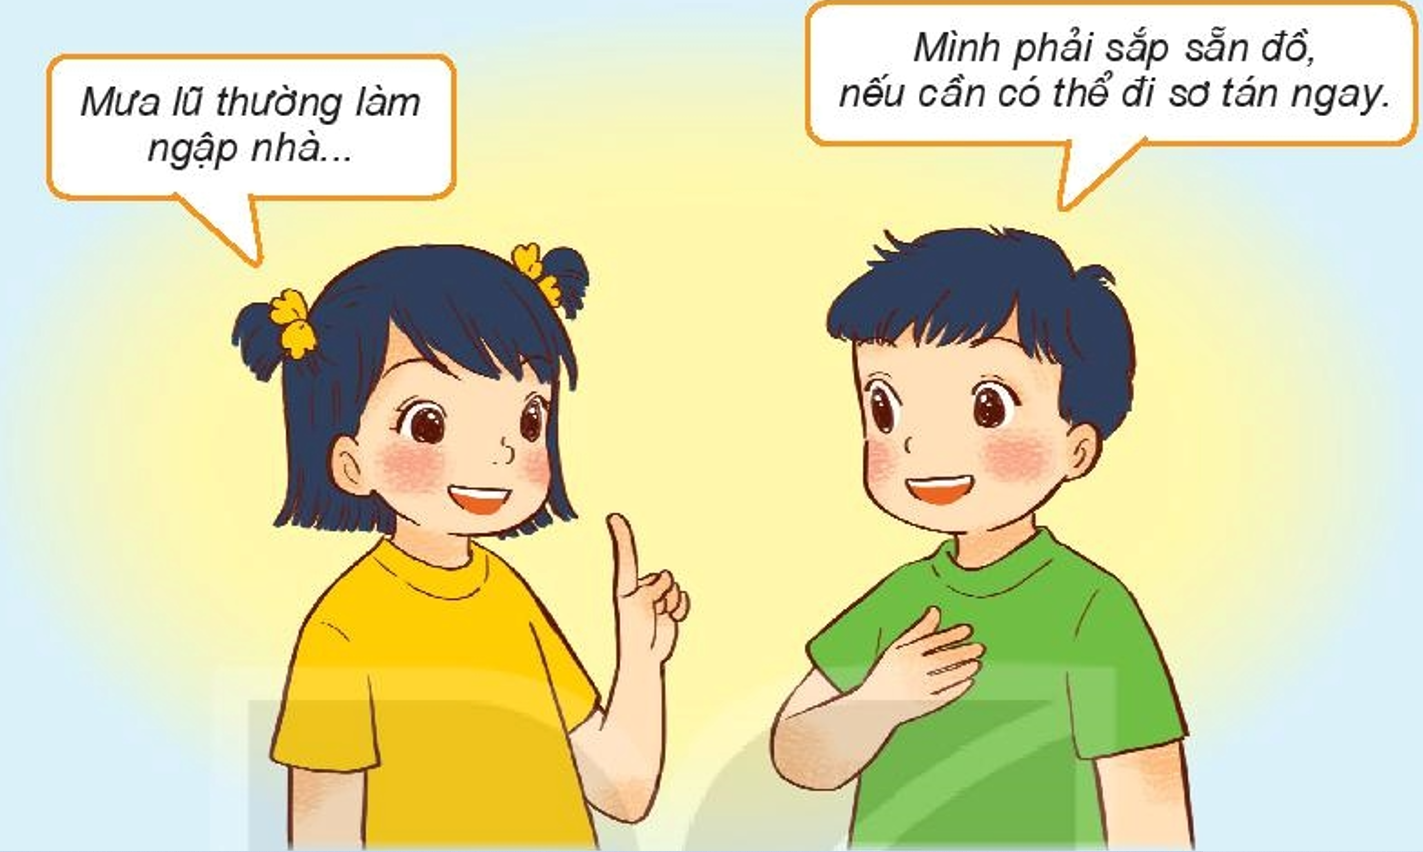 Mưa lũ thường làm
ngập nhà...
Mình phải sắp sẵn đồ,
nếu cần có thể đi sơ tán ngay.